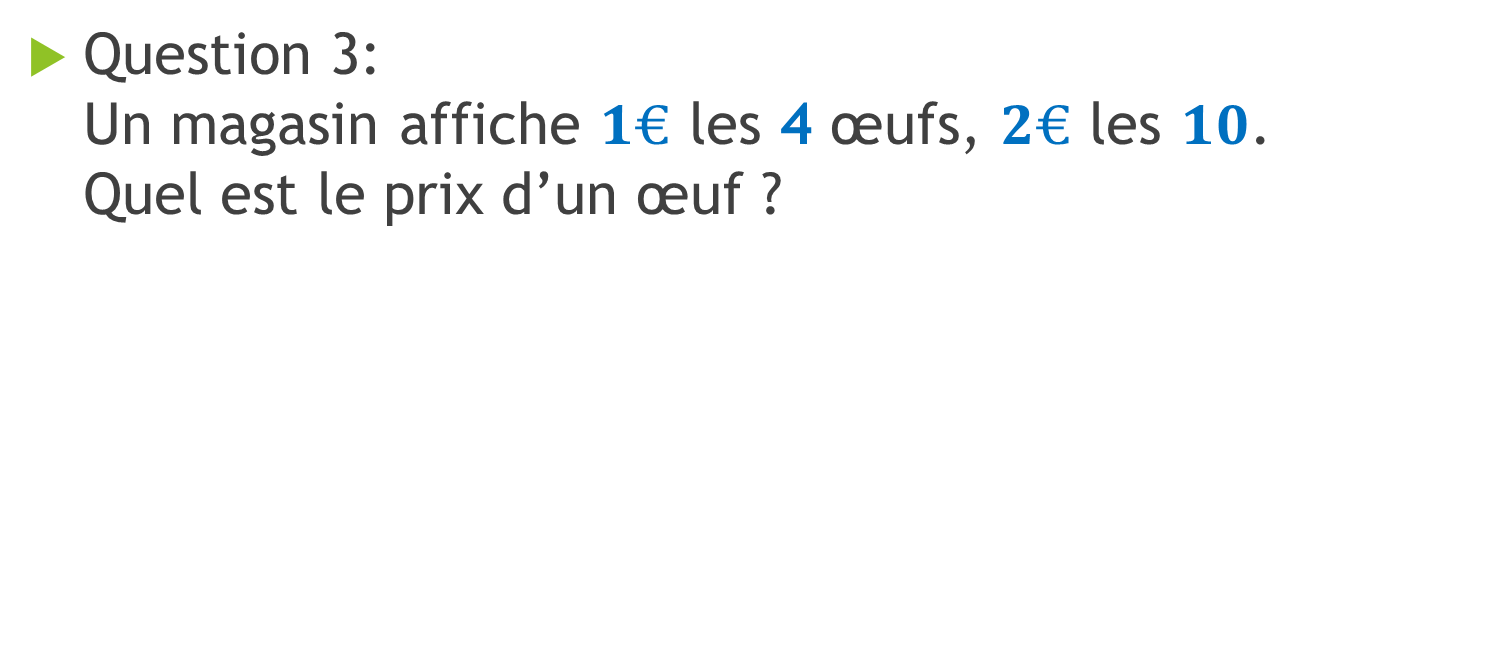 Question 3:
Un magasin affiche 1€ les 4 œufs, 2€ les 10.
Quel est le prix d’un œuf ?